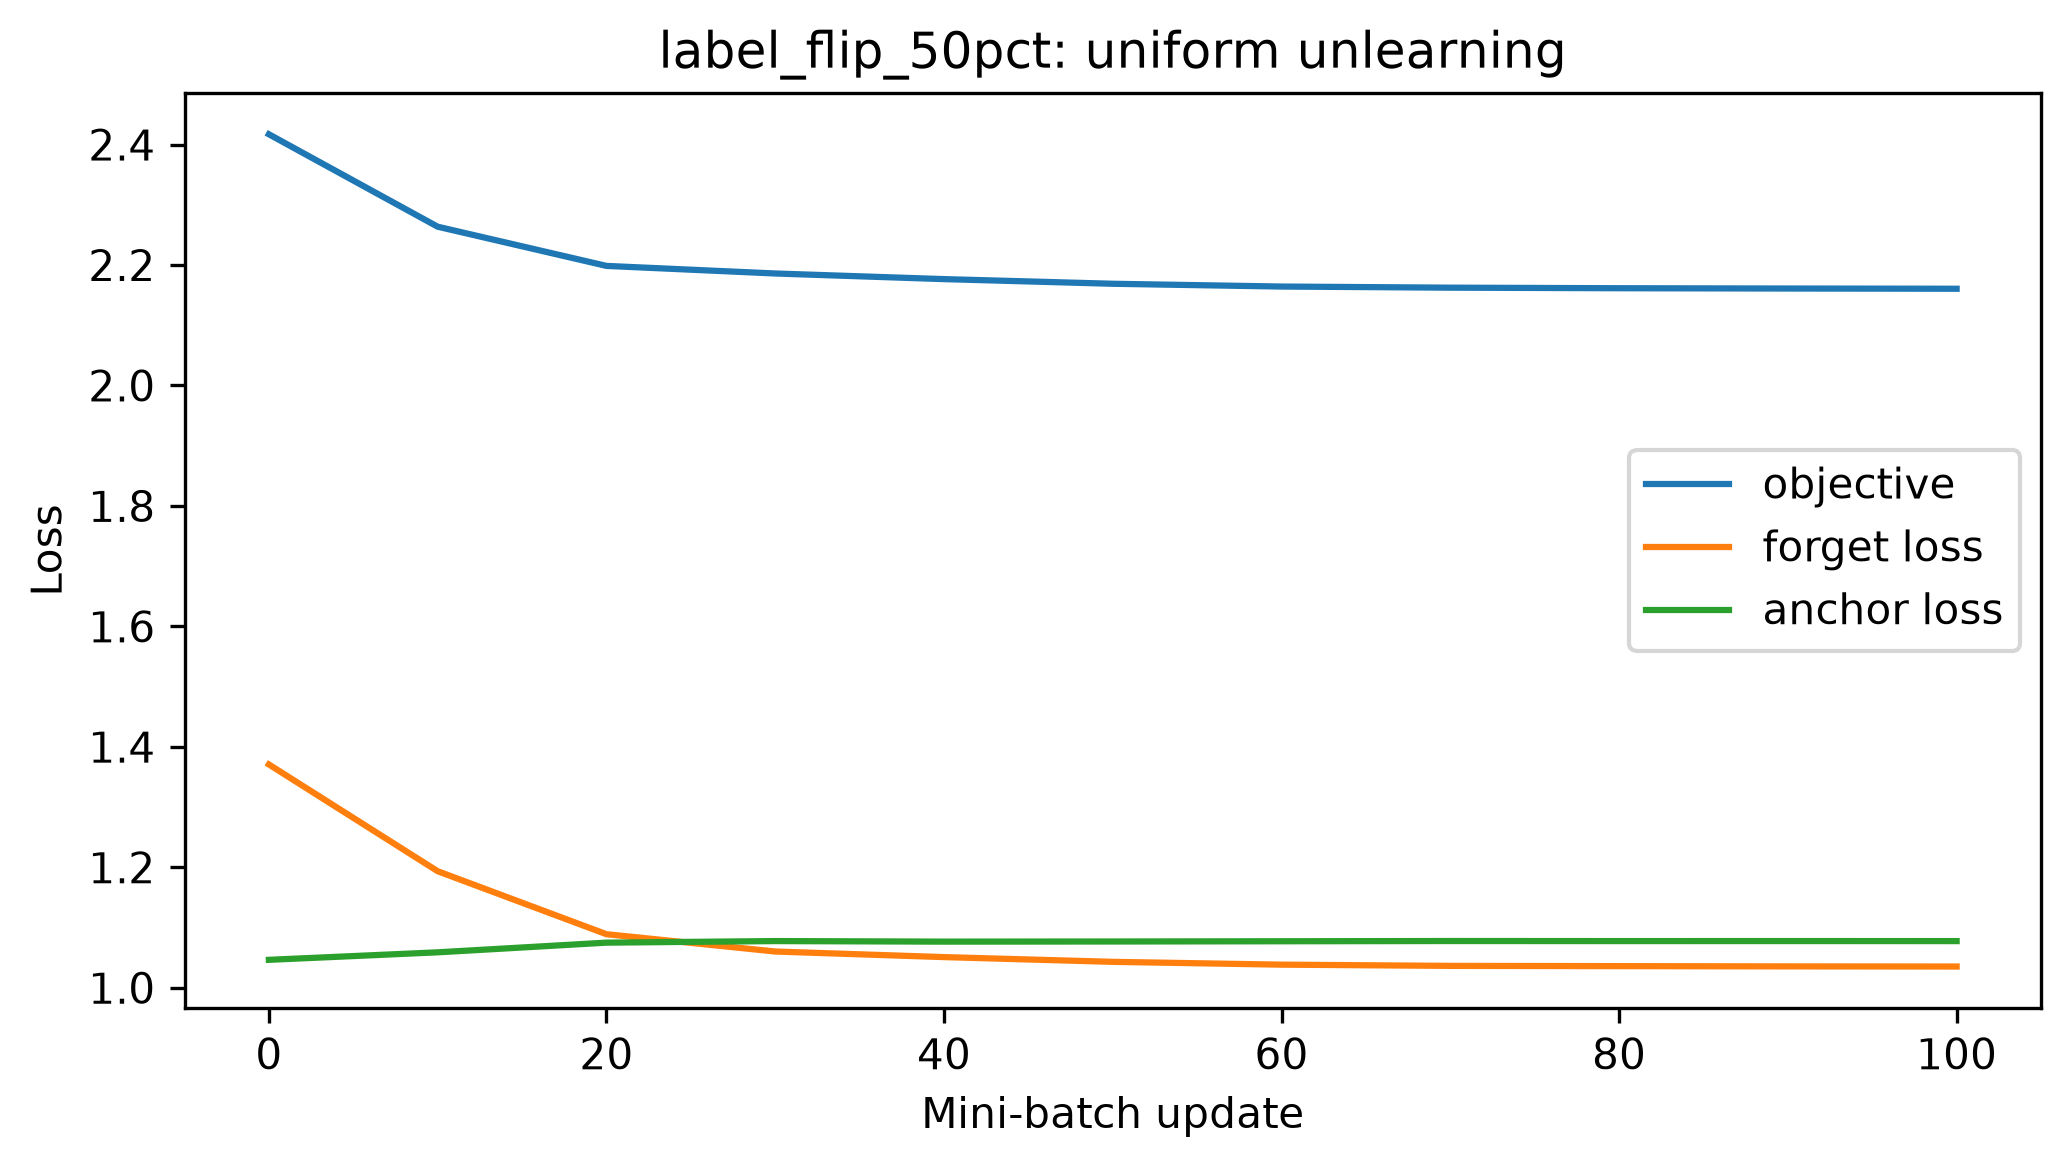 label_flip_50pct: uniform unlearning
2.4
2.2
2.0
1.8
1.6
1.4
1.2
1.0
Loss
objective
forget loss
anchor loss
0 20 40 60 80 100
Mini-batch update